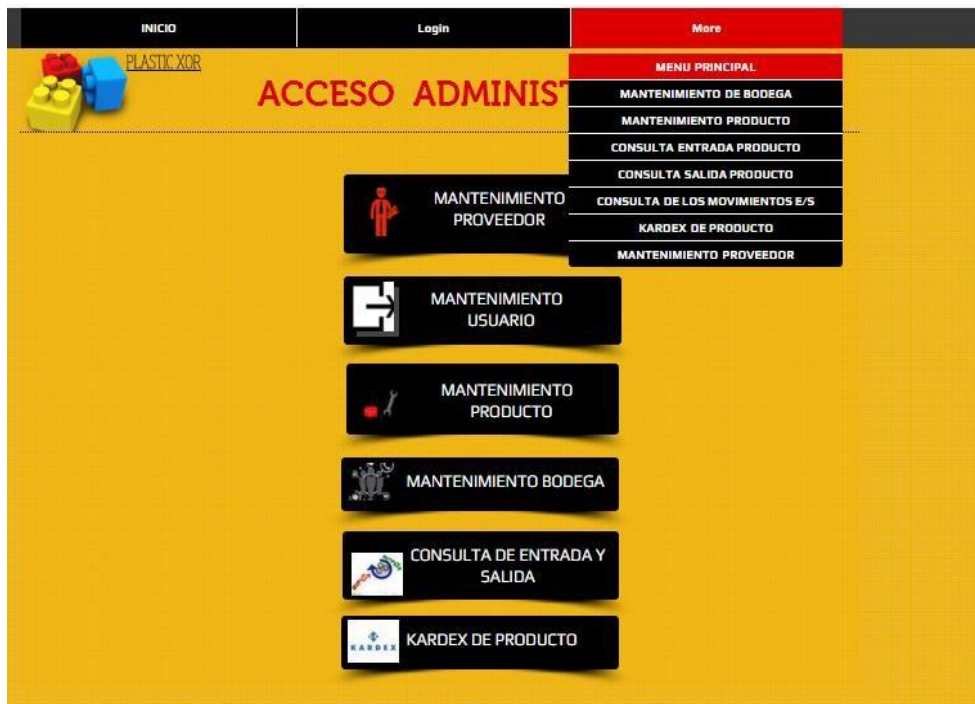 INICIO
Login
More
PLASTIC XOR
ACCESO ADMINIS
MENU PRINCIPAL
MANTENIMIENTO DE BODEGA
MANTENIMIENTO PRODUCTO
CONSULTA ENTRADA PRODUCTO
CONSULTA SALIDA PRODUCTO
CONSULTA DE LOS MOVIMIENTOS E/S
KARDEX DE PRODUCTO
MANTENIMIENTO PROVEEDOR
MANTENIMIENTO
PROVEEDOR
MANTENIMIENTO
USUARIO
MANTENIMIENTO
PRODUCTO
MANTENIMIENTO BODEGA
CONSULTA DE ENTRADA Y
SALIDA
KARDEX
KARDEX DE PRODUCTO